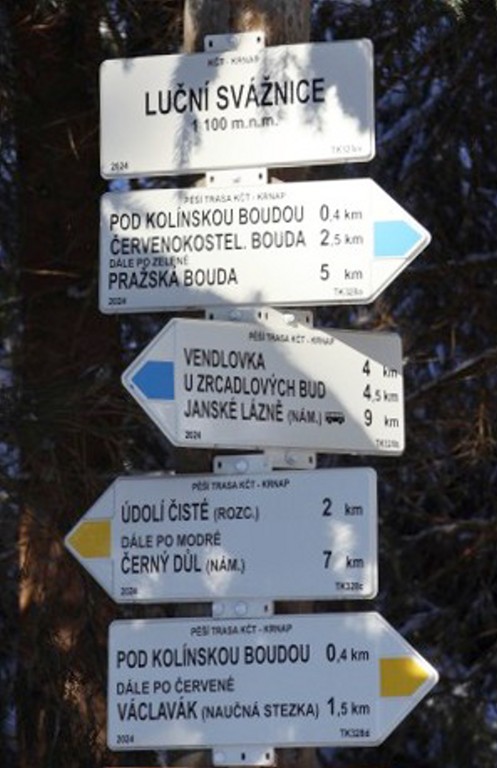 KČT - KRNAP
LUČNÍ SVÁŽNICE
1 100 m.n.m.
2024
PĚŠÍ TRASA KČT - KRNAP
POD KOLÍNSKOU BOUDOU 0,4 km
ČERVENOKOSTEL. BOUDA 2,5 km
DÁLE PO ZELENÉ
PRAŽSKÁ BOUDA 5 km
2024
PĚŠÍ TRASA KČT - KRNAP
VENDLOVKA 4 km
U ZRCADLOVÝCH BUD 4,5 km
JANSKÉ LÁZNĚ (NÁM.) 9 km
2024
PĚŠÍ TRASA KČT - KRNAP
ÚDOLÍ ČISTÉ (ROZC.) 2 km
DÁLE PO MODRÉ
ČERNÝ DŮL (NÁM.) 7 km
2024 TK328c
PĚŠÍ TRASA KČT - KRNAP
POD KOLÍNSKOU BOUDOU 0,4 km
DÁLE PO ČERVENÉ
VÁCLAVÁK (NAUČNÁ STEZKA) 1,5 km
2024 TK328d